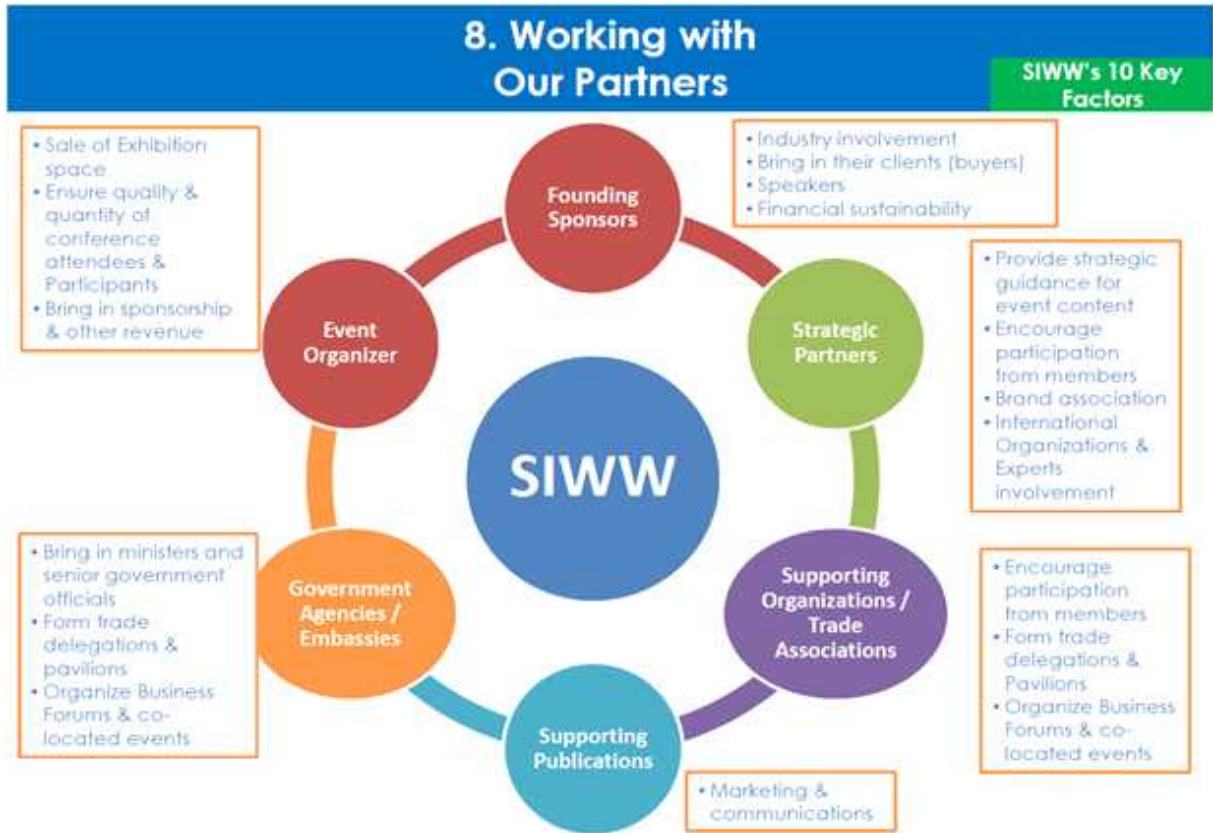 8. Working with
Our Partners
SIWW's 10 Key
Factors
• Sale of Exhibition
space
• Ensure quality &
quantity of
conference
attendees &
Participants
• Bring in sponsorship
& other revenue
Founding
Sponsors
• Industry involvement
• Bring in their clients (buyers)
• Speakers
• Financial sustainability
Event
Organizer
Strategic
Partners
• Provide strategic
guidance for
event content
• Encourage
participation
from members
• Brand association
• International
Organizations &
Experts
involvement
SIWW
• Bring in ministers and
senior government
officials
• Form trade
delegations &
pavilions
• Organize Business
Forums & co-
located events
Government
Agencies /
Embassies
Supporting
Organizations /
Trade
Associations
• Encourage
participation
from members
• Form trade
delegations &
Pavilions
• Organize Business
Forums & co-
located events
Supporting
Publications
• Marketing &
communications